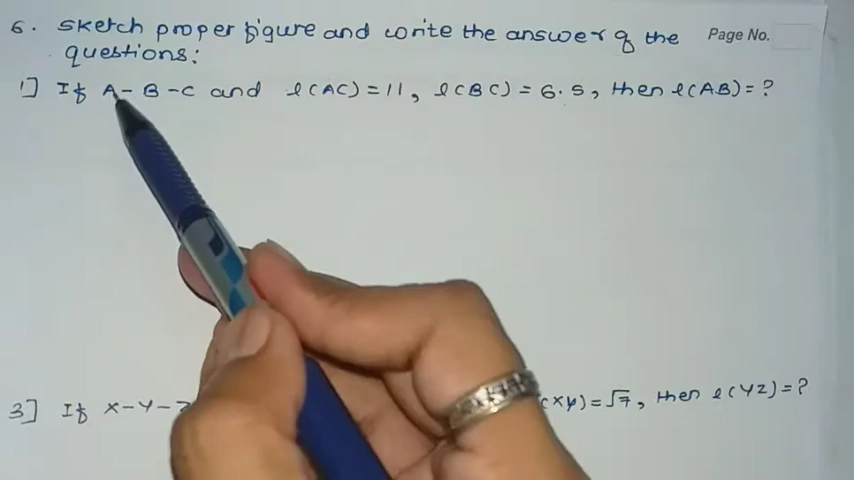 6. Sketch proper figure and write the answer of the
Page No.
questions:
1] If A-B-C and l(AC)=11, l(BC)=6.5, then l(AB)=?
3] If X-Y-Z (XY)=√7, then l(YZ)=?